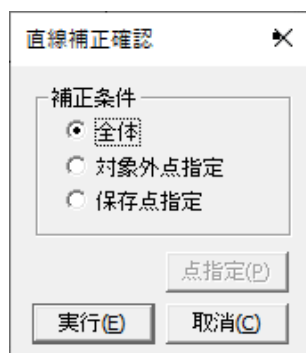 直線補正確認
補正条件
全体
対象外点指定
保存点指定
点指定(P)
実行(E)
取消(C)